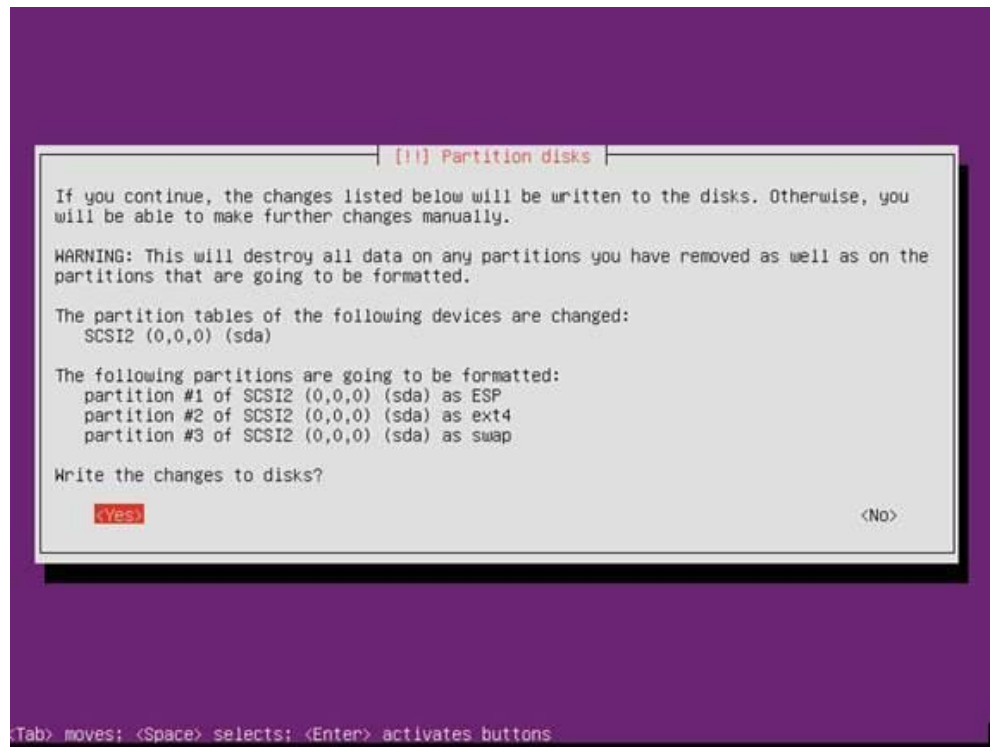 [!!] Partition disks
If you continue, the changes listed below will be written to the disks. Otherwise, you
will be able to make further changes manually.
WARNING: This will destroy all data on any partitions you have removed as well as on the
partitions that are going to be formatted.
The partition tables of the following devices are changed:
SCSI2 (0,0,0) (sda)
The following partitions are going to be formatted:
partition #1 of SCSI2 (0,0,0) (sda) as ESP
partition #2 of SCSI2 (0,0,0) (sda) as ext4
partition #3 of SCSI2 (0,0,0) (sda) as swap
Write the changes to disks?
<Yes> <No>
<Tab> moves; <Space> selects; <Enter> activates buttons